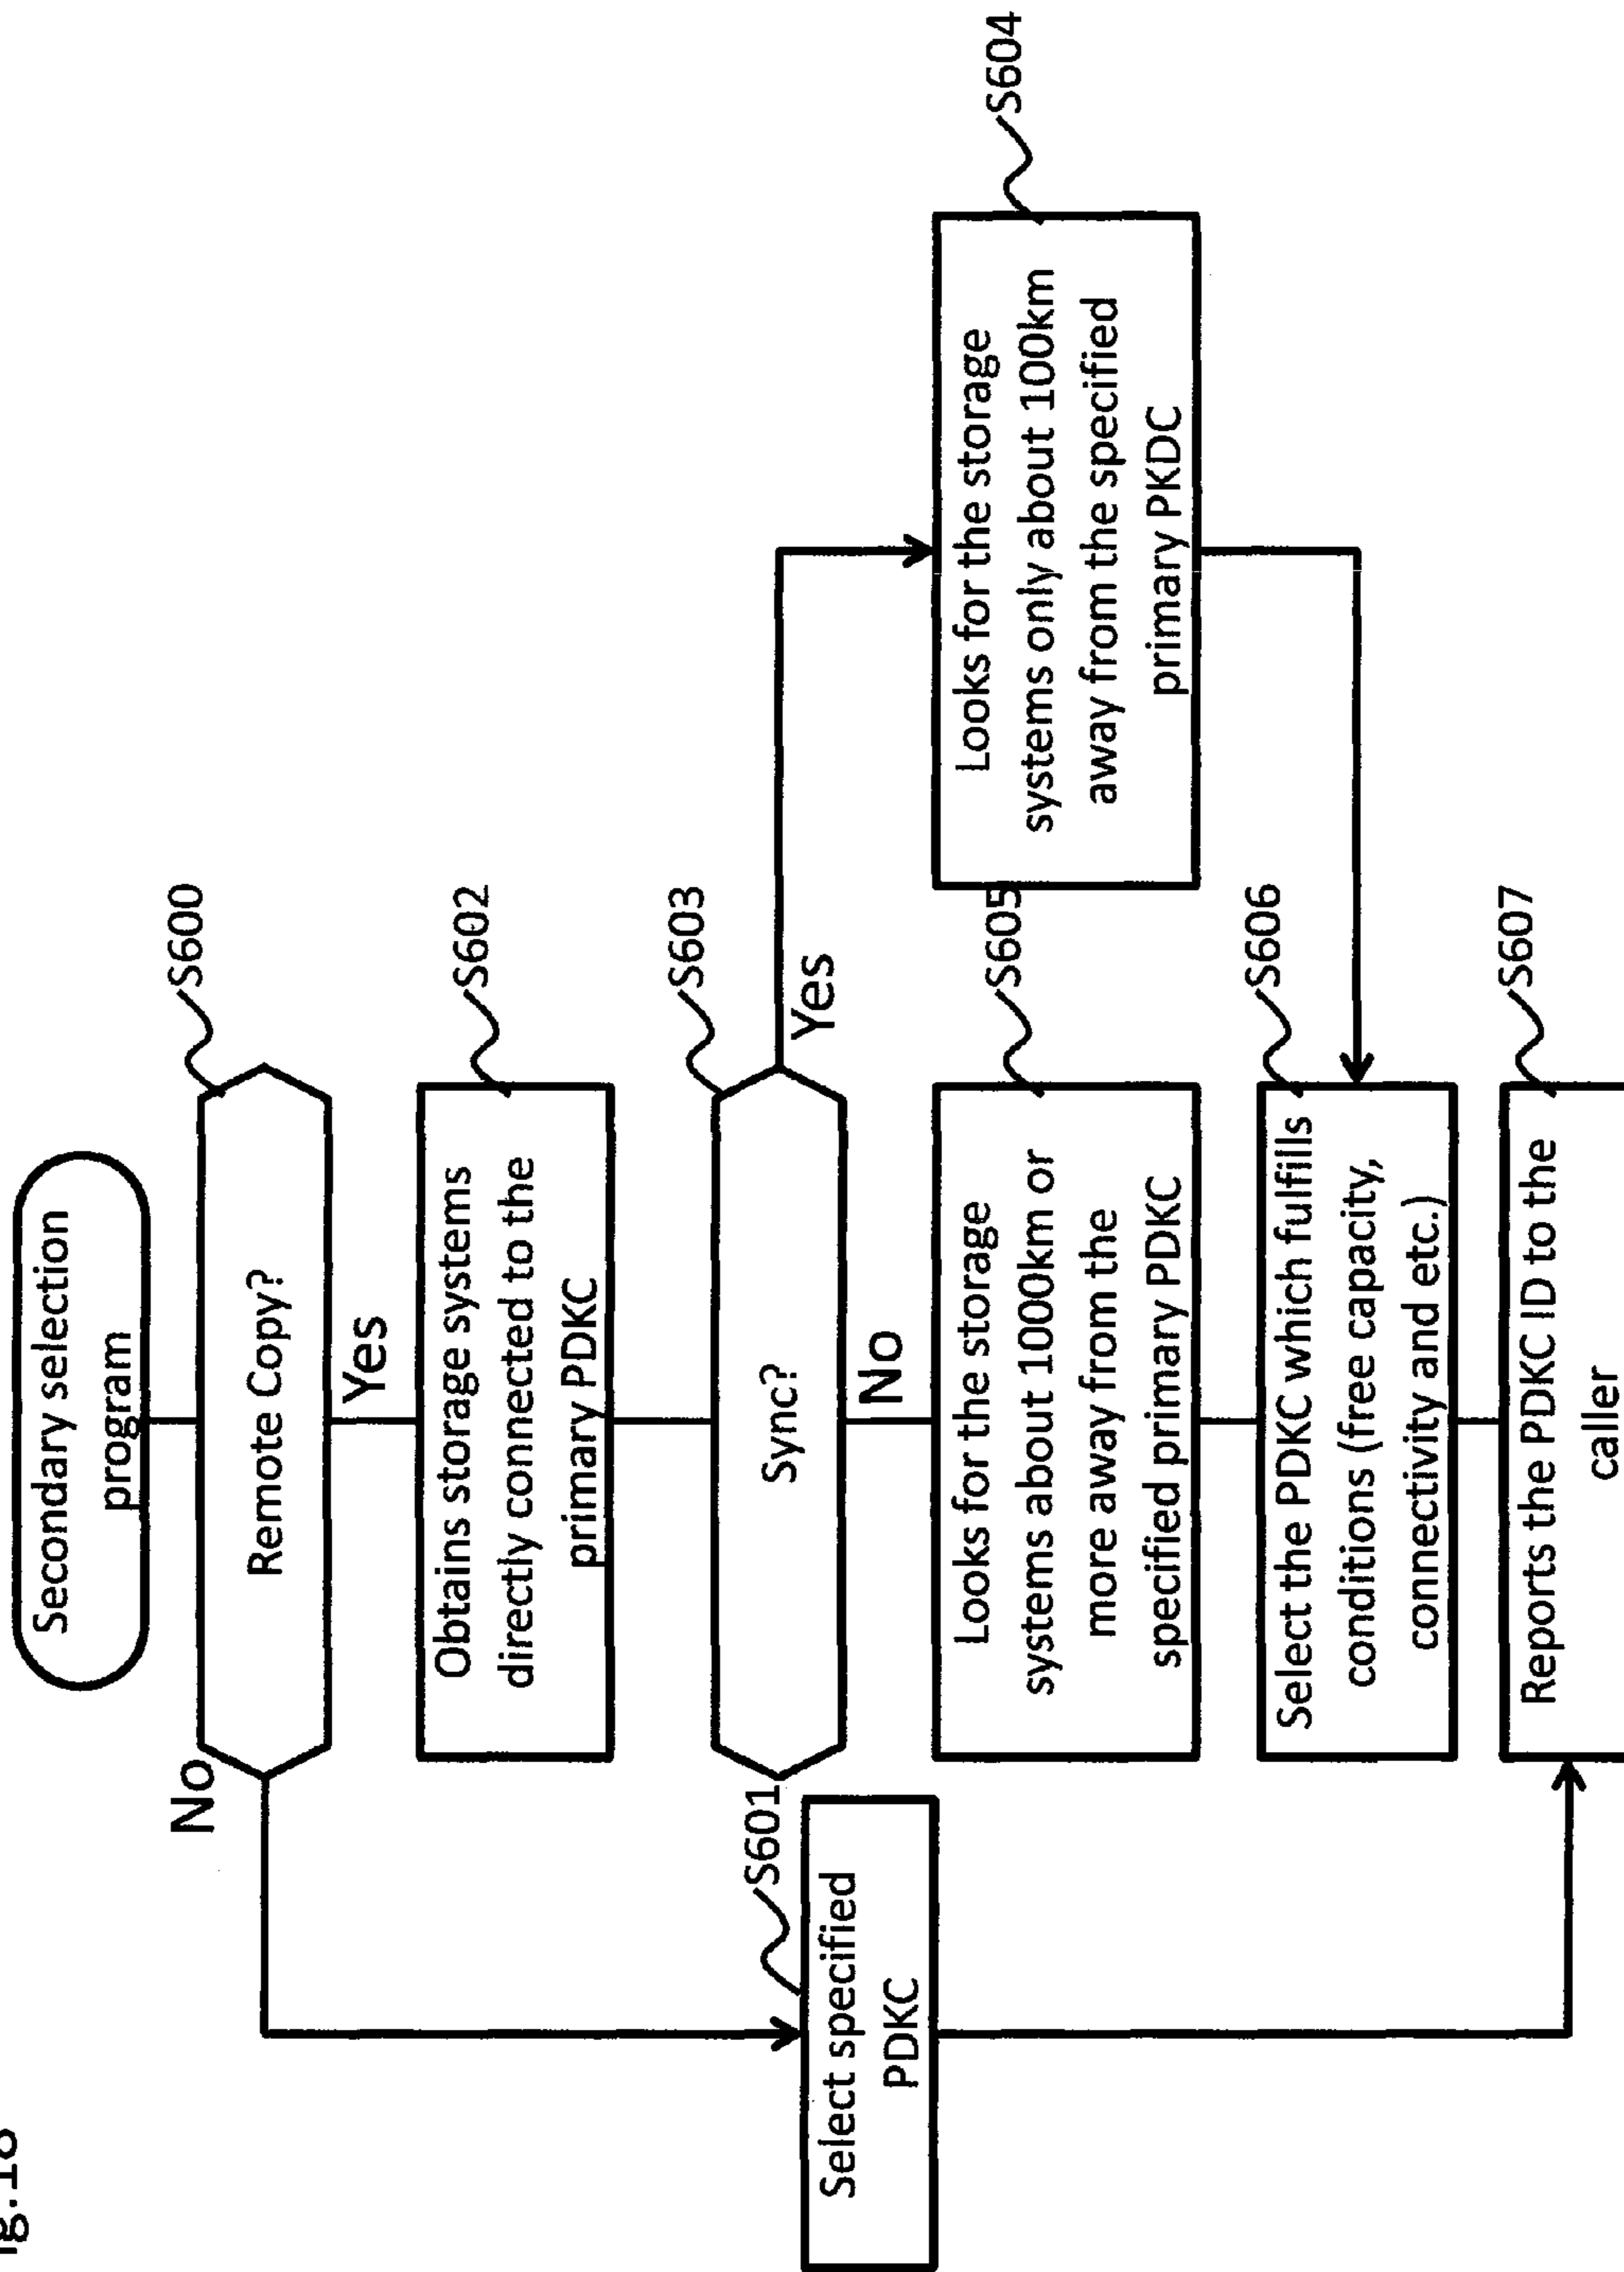 ig.18
Secondary selection
program
S600
Remote Copy?
No
Yes
S602
Obtains storage systems
directly connected to the
primary PDKC
S603
Sync?
Yes
No
S601
Select specified
PDKC
S605
Looks for the storage
systems about 1000km or
more away from the
specified primary PDKC
S604
Looks for the storage
systems only about 100km
away from the specified
primary PKDC
S606
Select the PDKC which fulfills
conditions (free capacity,
connectivity and etc.)
S607
Reports the PDKC ID to the
caller